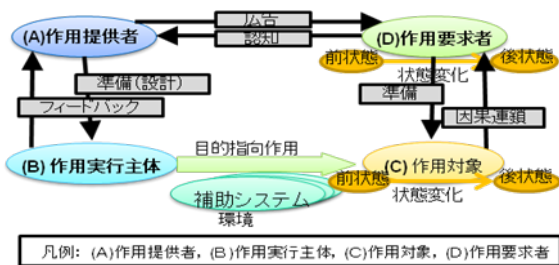 広告
(A)作用提供者
認知
(D)作用要求者
前状態
後状態
状態変化
準備(設計)
準備
フィードバック
因果連鎖
目的指向作用
(B) 作用実行主体
(C) 作用対象
前状態
後状態
状態変化
補助システム
環境
凡例: (A)作用提供者, (B)作用実行主体, (C)作用対象, (D)作用要求者